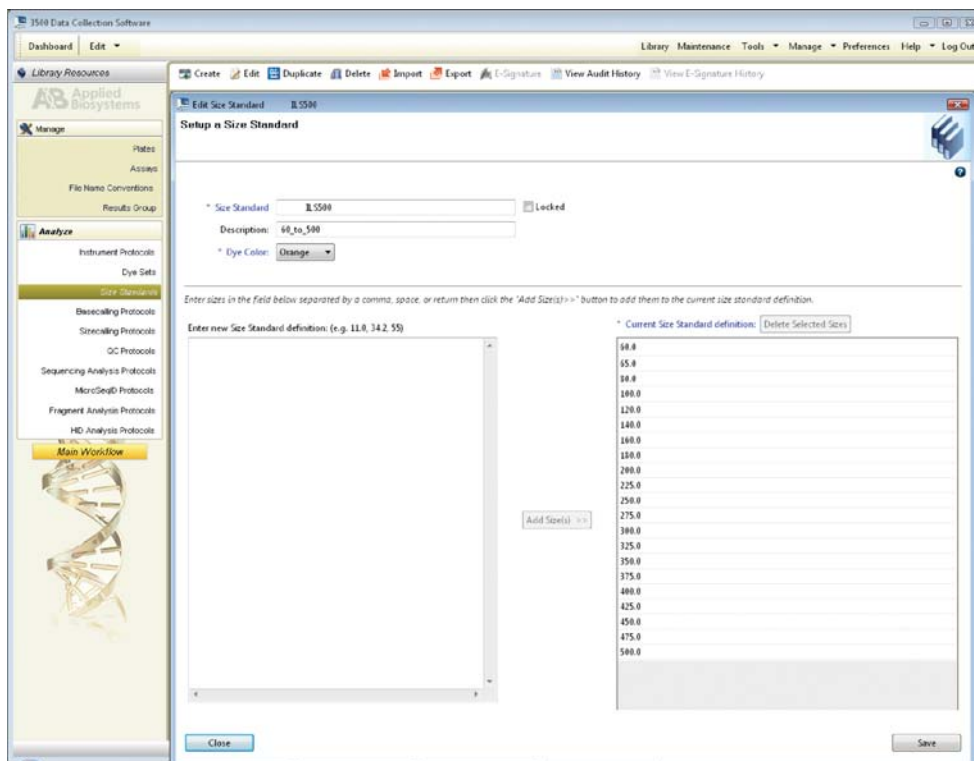 3500 Data Collection Software
Dashboard Edit Library Maintenance Tools Manage Preferences Help Log Out
Library Resources
Create Edit Duplicate Delete Import Export E-Signature View Audit History View E-Signature History
AB Applied Biosystems
Edit Size Standard ILS500
Setup a Size Standard
Manage
Plates
Assays
File Name Conventions
Results Group
Analyze
Instrument Protocols
Dye Sets
Size Standards
Basecalling Protocols
Sizecalling Protocols
QC Protocols
Sequencing Analysis Protocols
MicroSeqID Protocols
Fragment Analysis Protocols
HID Analysis Protocols
Main Workflow
* Size Standard ILS500 Locked
Description: 60_to_500
* Dye Color: Orange
Enter sizes in the field below separated by a comma, space, or return then click the "Add Size(s)>>" button to add them to the current size standard definition.
Enter new Size Standard definition: (e.g. 11.0, 34.2, 55)
* Current Size Standard definition: Delete Selected Sizes
60.0
65.0
80.0
100.0
120.0
140.0
160.0
180.0
200.0
225.0
250.0
275.0
Add Size(s) >>
300.0
325.0
350.0
375.0
400.0
425.0
450.0
475.0
500.0
Close Save